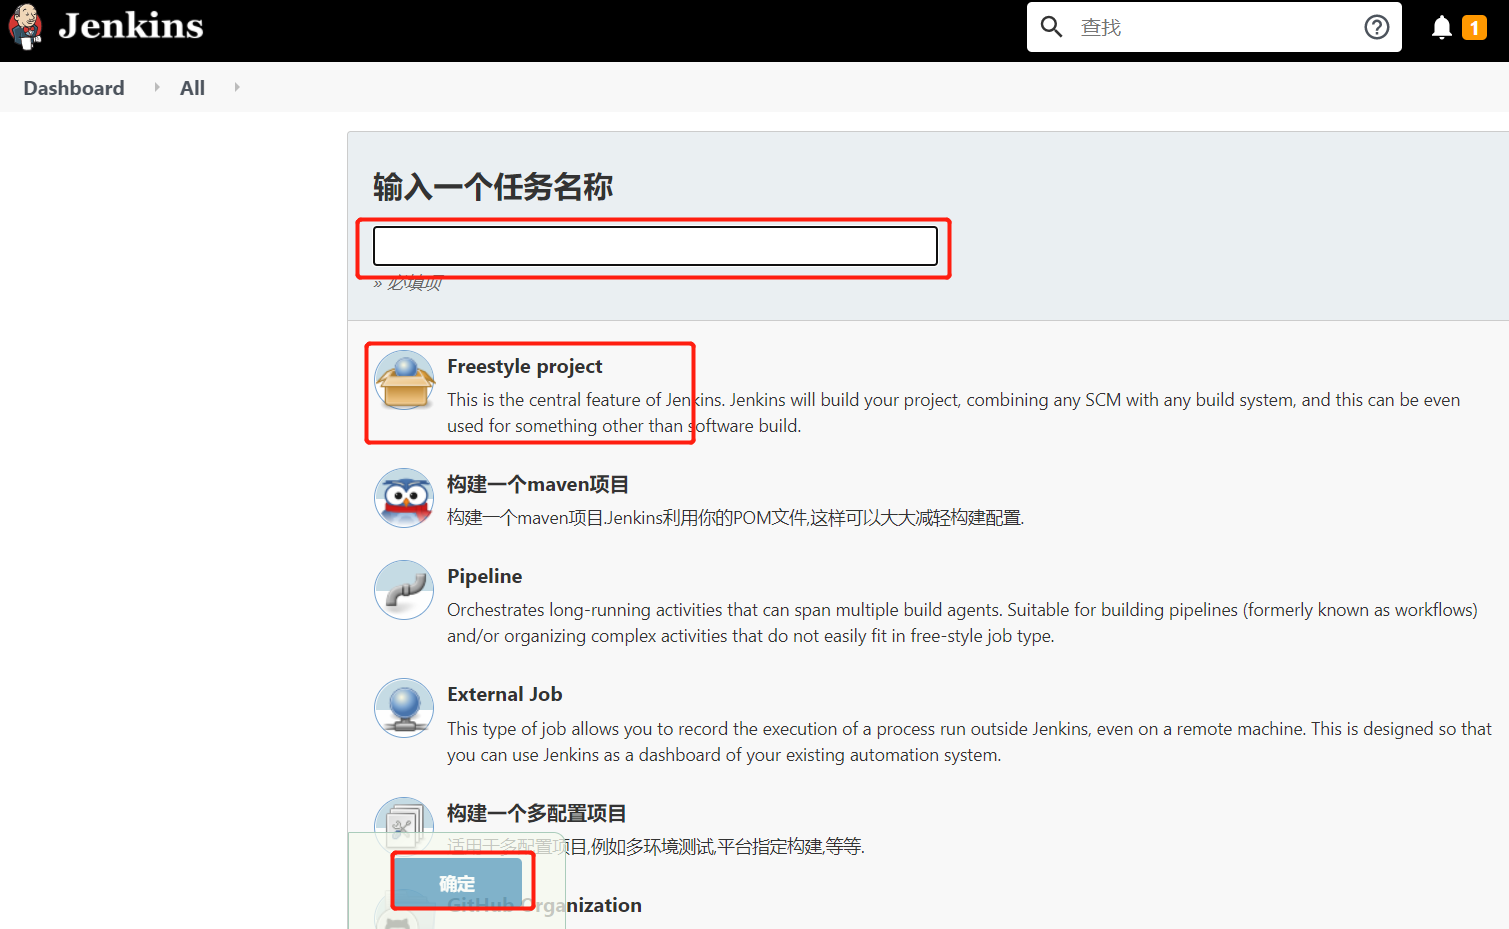 Jenkins
查找
1
Dashboard
All
输入一个任务名称
» 必填项
Freestyle project
This is the central feature of Jenkins. Jenkins will build your project, combining any SCM with any build system, and this can be even
used for something other than software build.
构建一个maven项目
构建一个maven项目.Jenkins利用你的POM文件,这样可以大大减轻构建配置.
Pipeline
Orchestrates long-running activities that can span multiple build agents. Suitable for building pipelines (formerly known as workflows)
and/or organizing complex activities that do not easily fit in free-style job type.
External Job
This type of job allows you to record the execution of a process run outside Jenkins, even on a remote machine. This is designed so that
you can use Jenkins as a dashboard of your existing automation system.
构建一个多配置项目
适用于多配置项目,例如多环境测试,平台指定构建,等等.
确定
GitHub Organization